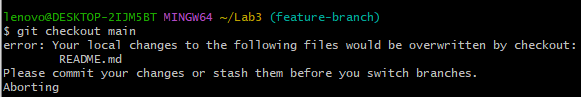 lenovo@DESKTOP-2IJM5BT MINGW64 ~/Lab3 (feature-branch)
$ git checkout main
error: Your local changes to the following files would be overwritten by checkout:
        README.md
Please commit your changes or stash them before you switch branches.
Aborting